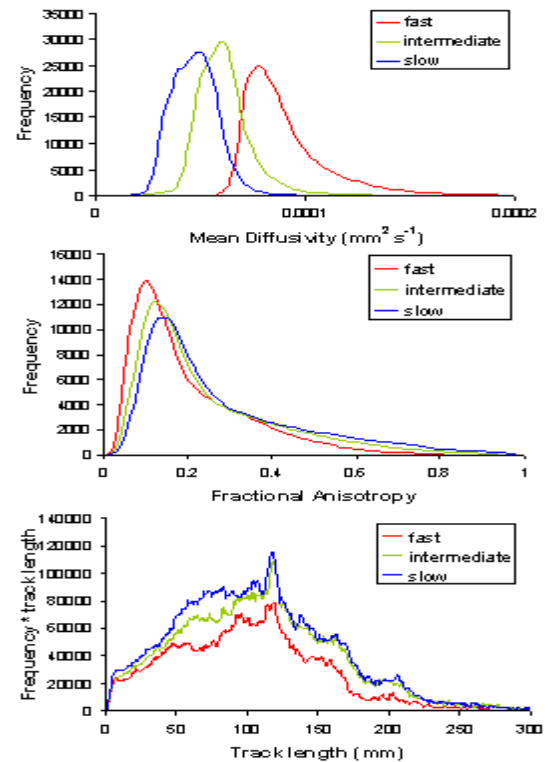 35000
30000
25000
20000
15000
10000
5000
0
Frequency
fast
intermediate
slow
0
0.0001
0.0002
Mean Diffusivity (mm² s⁻¹)
16000
14000
12000
10000
8000
6000
4000
2000
0
Frequency
fast
intermediate
slow
0
0.2
0.4
0.6
0.8
1
Fractional Anisotropy
140000
120000
100000
80000
60000
40000
20000
0
Frequency * track length
fast
intermediate
slow
0
50
100
150
200
250
300
Track length (mm)